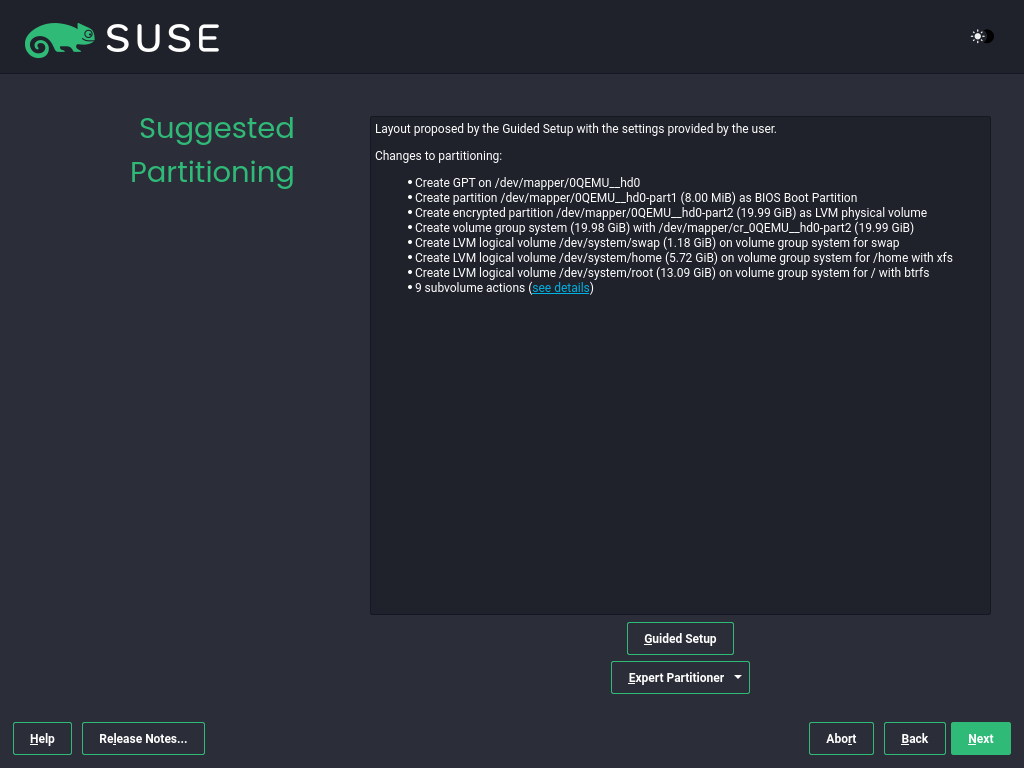 SUSE
Suggested
Partitioning
Layout proposed by the Guided Setup with the settings provided by the user.
Changes to partitioning:
• Create GPT on /dev/mapper/0QEMU__hd0
• Create partition /dev/mapper/0QEMU__hd0-part1 (8.00 MiB) as BIOS Boot Partition
• Create encrypted partition /dev/mapper/0QEMU__hd0-part2 (19.99 GiB) as LVM physical volume
• Create volume group system (19.98 GiB) with /dev/mapper/cr_0QEMU__hd0-part2 (19.99 GiB)
• Create LVM logical volume /dev/system/swap (1.18 GiB) on volume group system for swap
• Create LVM logical volume /dev/system/home (5.72 GiB) on volume group system for /home with xfs
• Create LVM logical volume /dev/system/root (13.09 GiB) on volume group system for / with btrfs
• 9 subvolume actions (see details)
Guided Setup
Expert Partitioner
Help
Release Notes...
Abort
Back
Next